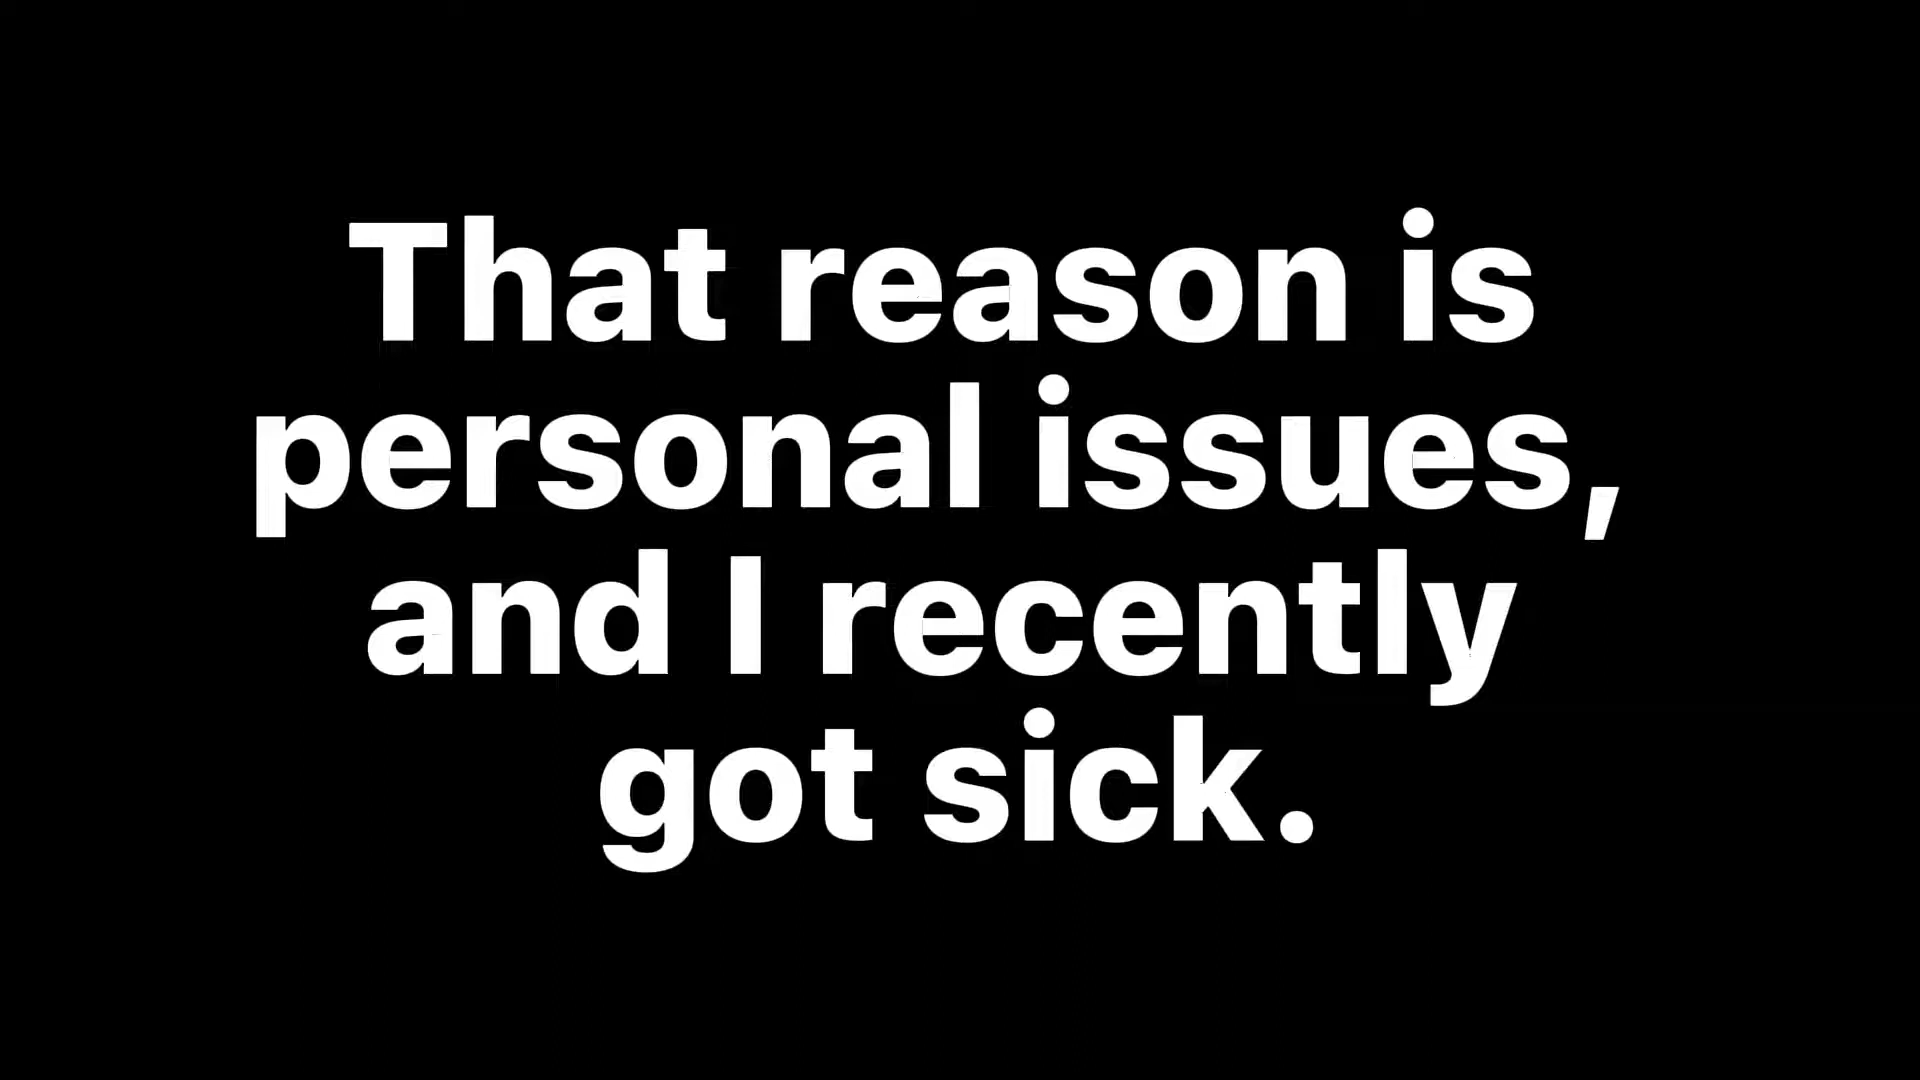 That reason is
personal issues,
and I recently
got sick.